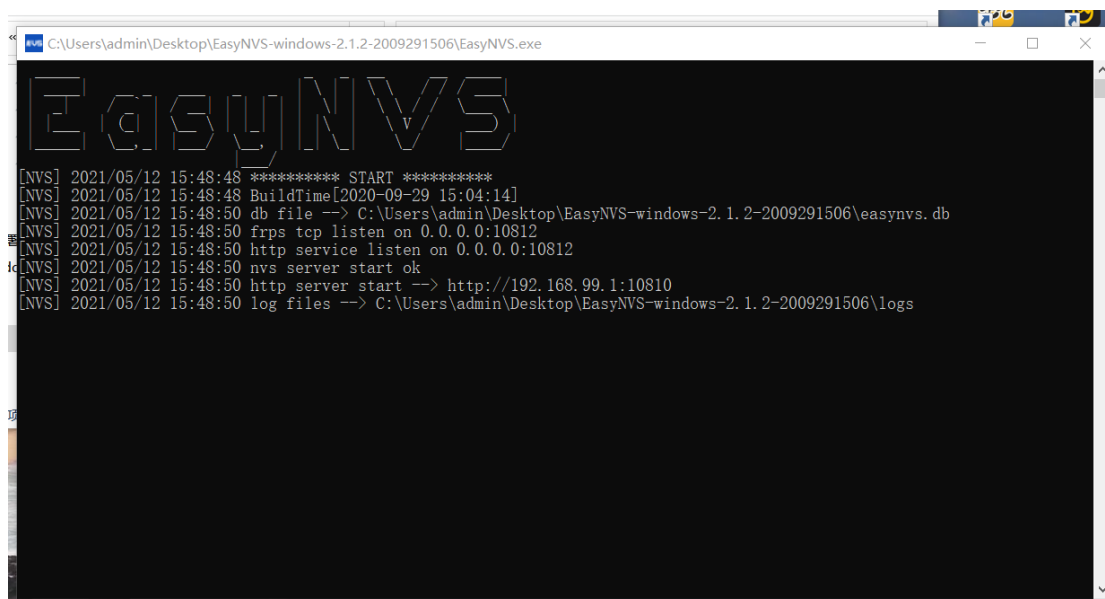 C:\Users\admin\Desktop\EasyNVS-windows-2.1.2-2009291506\EasyNVS.exe
EasyNVS
[NVS] 2021/05/12 15:48:48 ********** START **********
[NVS] 2021/05/12 15:48:48 BuildTime[2020-09-29 15:04:14]
[NVS] 2021/05/12 15:48:50 db file --> C:\Users\admin\Desktop\EasyNVS-windows-2.1.2-2009291506\easynvs.db
[NVS] 2021/05/12 15:48:50 frps tcp listen on 0.0.0.0:10812
[NVS] 2021/05/12 15:48:50 http service listen on 0.0.0.0:10812
[NVS] 2021/05/12 15:48:50 nvs server start ok
[NVS] 2021/05/12 15:48:50 http server start --> http://192.168.99.1:10810
[NVS] 2021/05/12 15:48:50 log files --> C:\Users\admin\Desktop\EasyNVS-windows-2.1.2-2009291506\logs